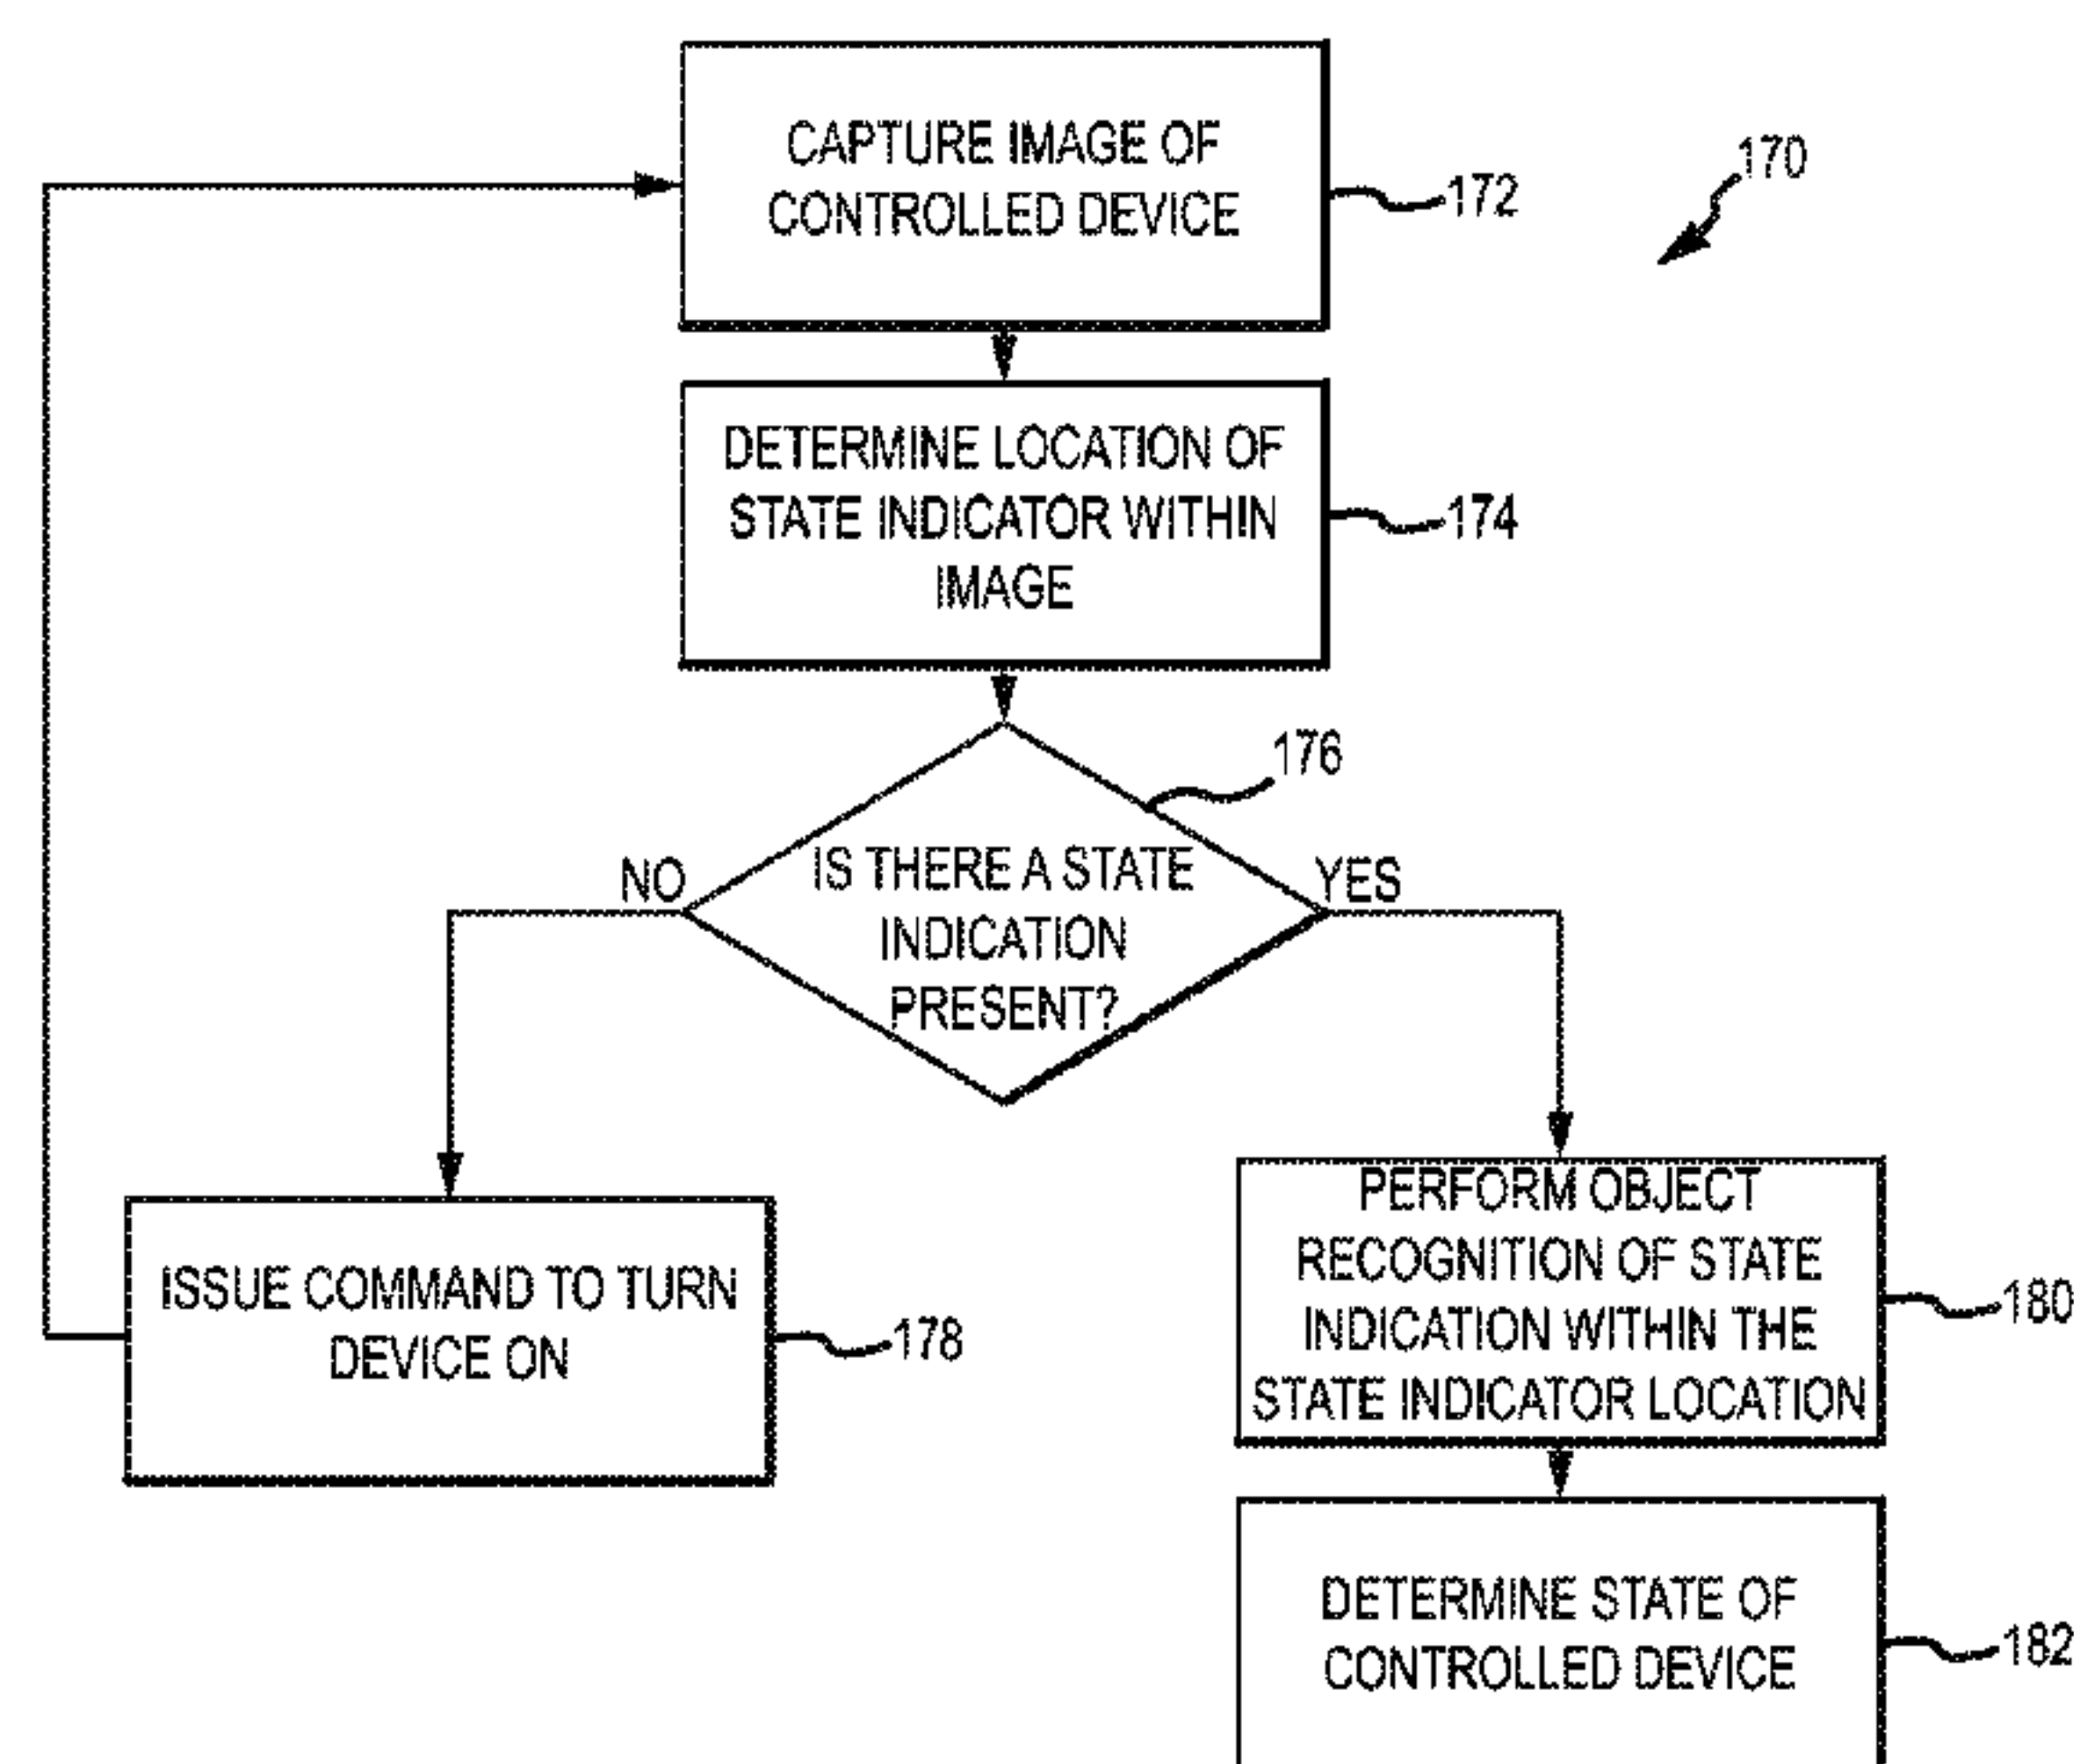 CAPTURE IMAGE OF
CONTROLLED DEVICE
172
170
DETERMINE LOCATION OF
STATE INDICATOR WITHIN
IMAGE
174
176
NO
IS THERE A STATE
INDICATION
PRESENT?
YES
ISSUE COMMAND TO TURN
DEVICE ON
178
PERFORM OBJECT
RECOGNITION OF STATE
INDICATION WITHIN THE
STATE INDICATOR LOCATION
180
DETERMINE STATE OF
CONTROLLED DEVICE
182